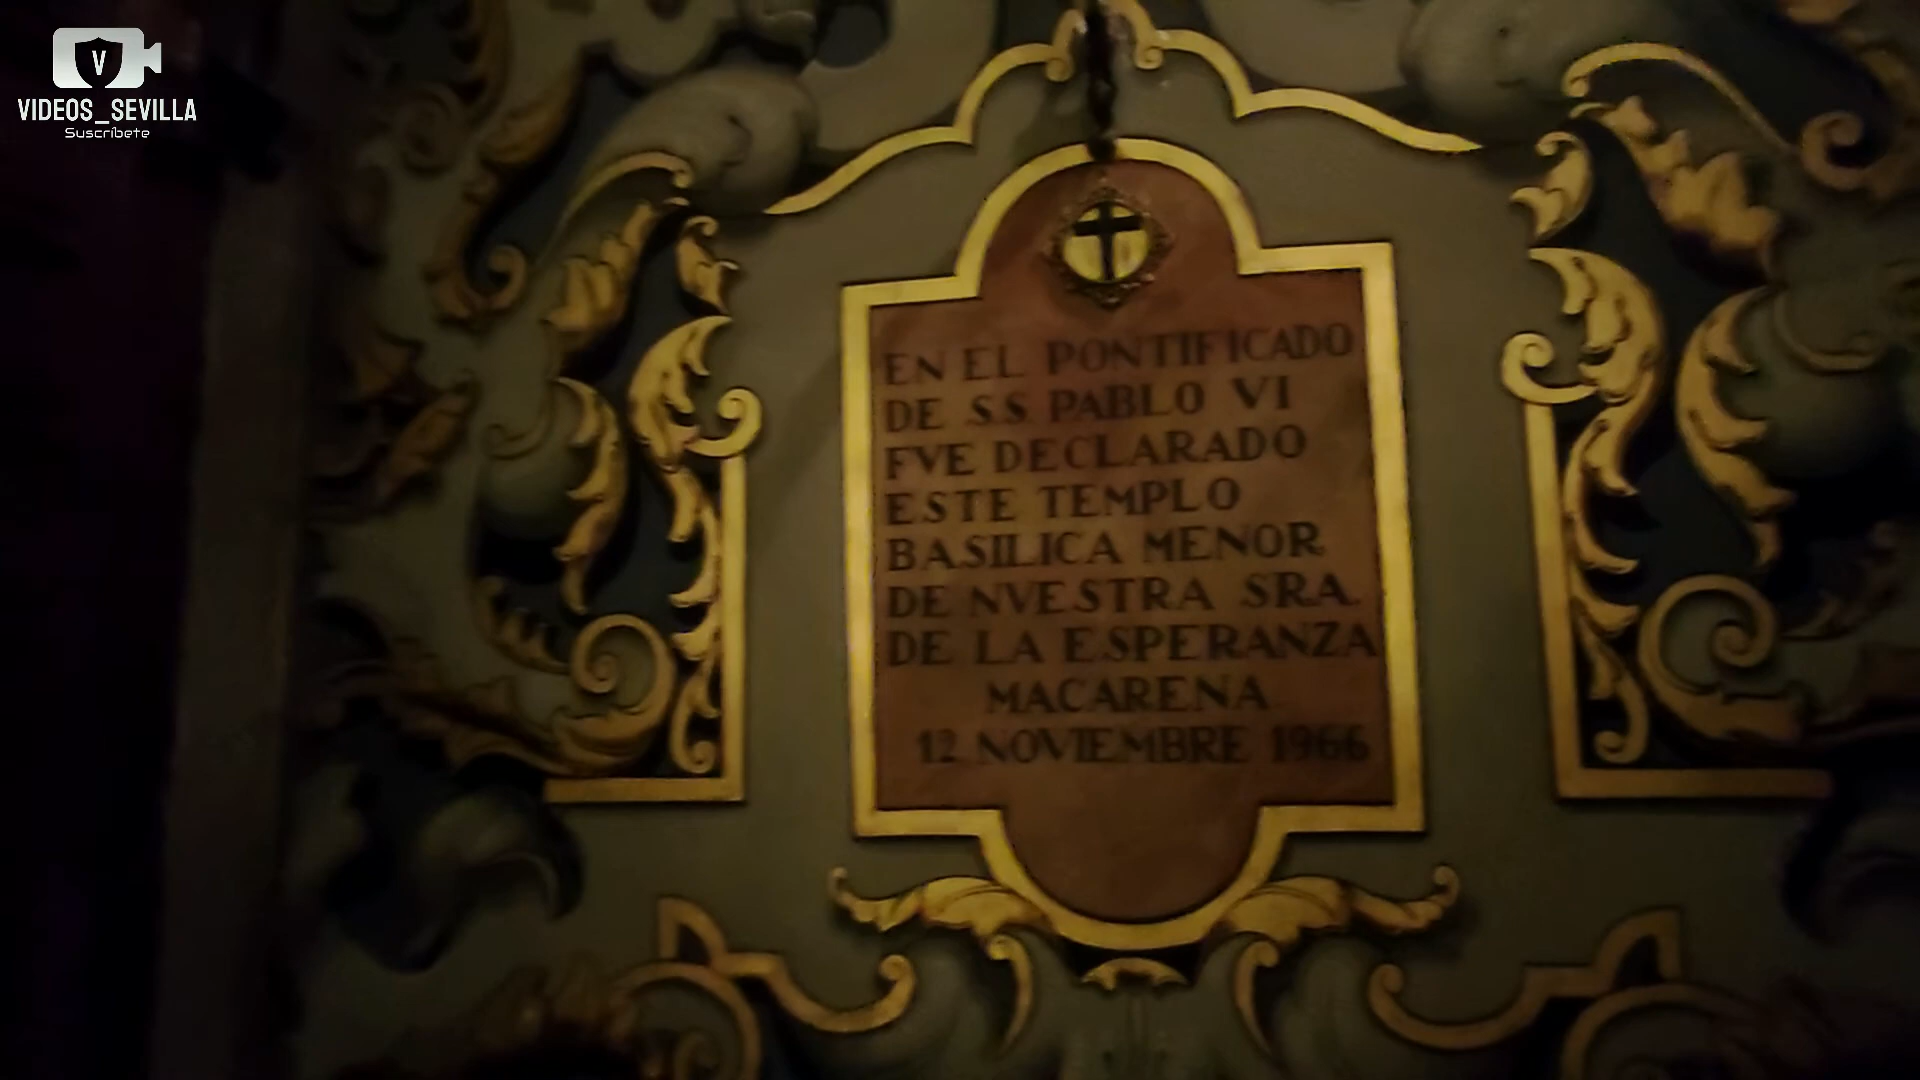 V
VIDEOS_SEVILLA
Suscríbete
EN EL PONTIFICADO
DE S.S PABLO VI
FVE DECLARADO
ESTE TEMPLO
BASILICA MENOR
DE NVESTRA SRA.
DE LA ESPERANZA
MACARENA
12 NOVIEMBRE 1966